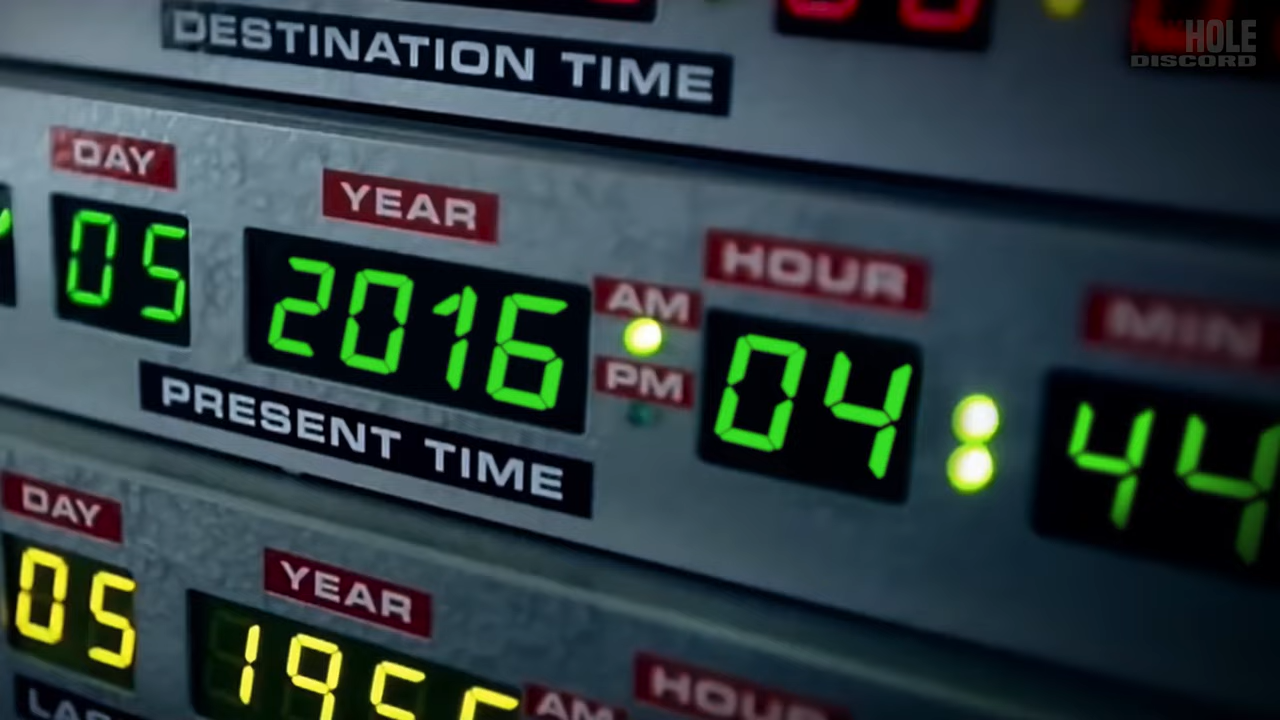 HOLE
DISCORD
DESTINATION TIME
DAY YEAR HOUR MIN
05 2016 AM PM 04 : 44
PRESENT TIME
DAY YEAR HOUR
05 AM